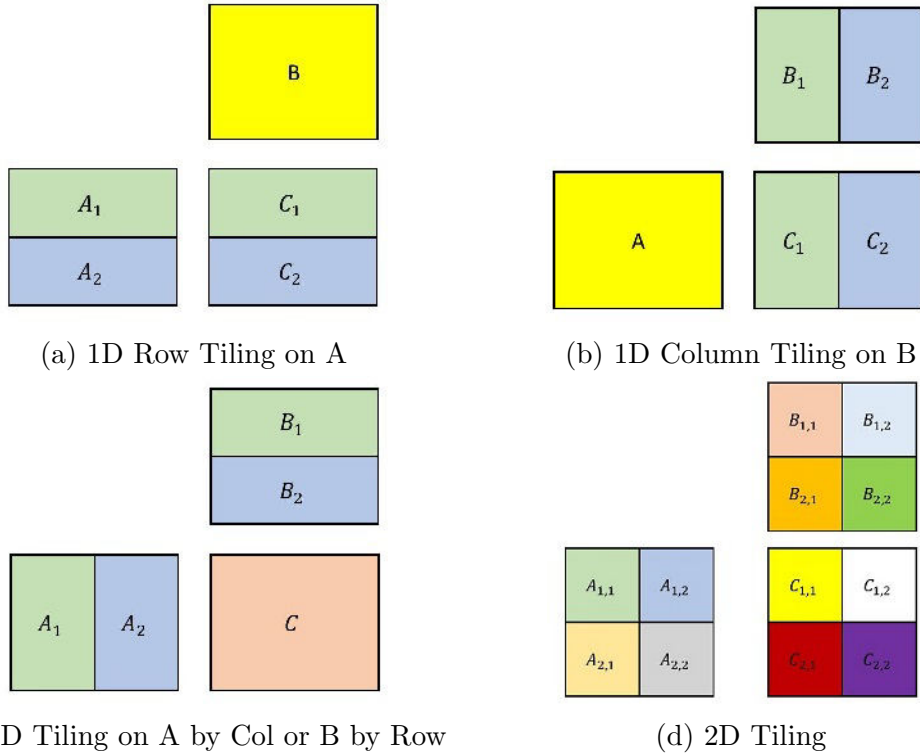 B
B₁ B₂
A₁ C₁
A₂ C₂
A
C₁ C₂
(a) 1D Row Tiling on A
(b) 1D Column Tiling on B
B₁
B₂
B₁,₁ B₁,₂
B₂,₁ B₂,₂
A₁ A₂ C
A₁,₁ A₁,₂ C₁,₁ C₁,₂
A₂,₁ A₂,₂ C₂,₁ C₂,₂
D Tiling on A by Col or B by Row
(d) 2D Tiling